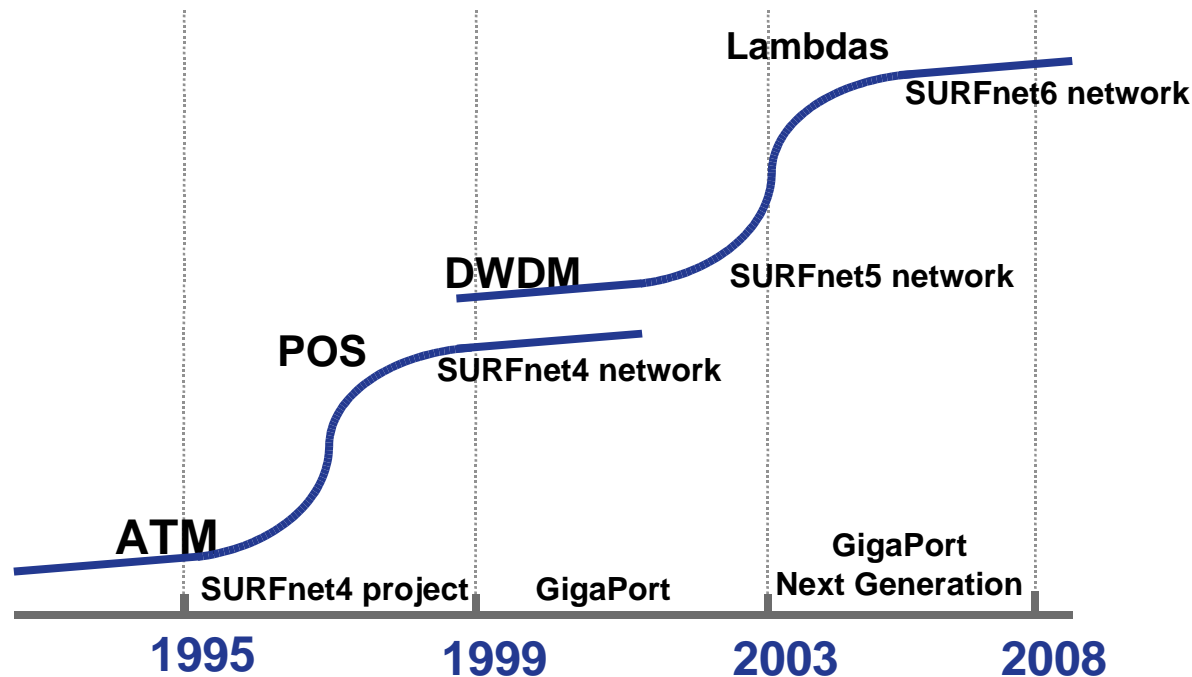 Lambdas
SURFnet6 network
DWDM
SURFnet5 network
POS
SURFnet4 network
ATM
SURFnet4 project
GigaPort
GigaPort
Next Generation
1995
1999
2003
2008